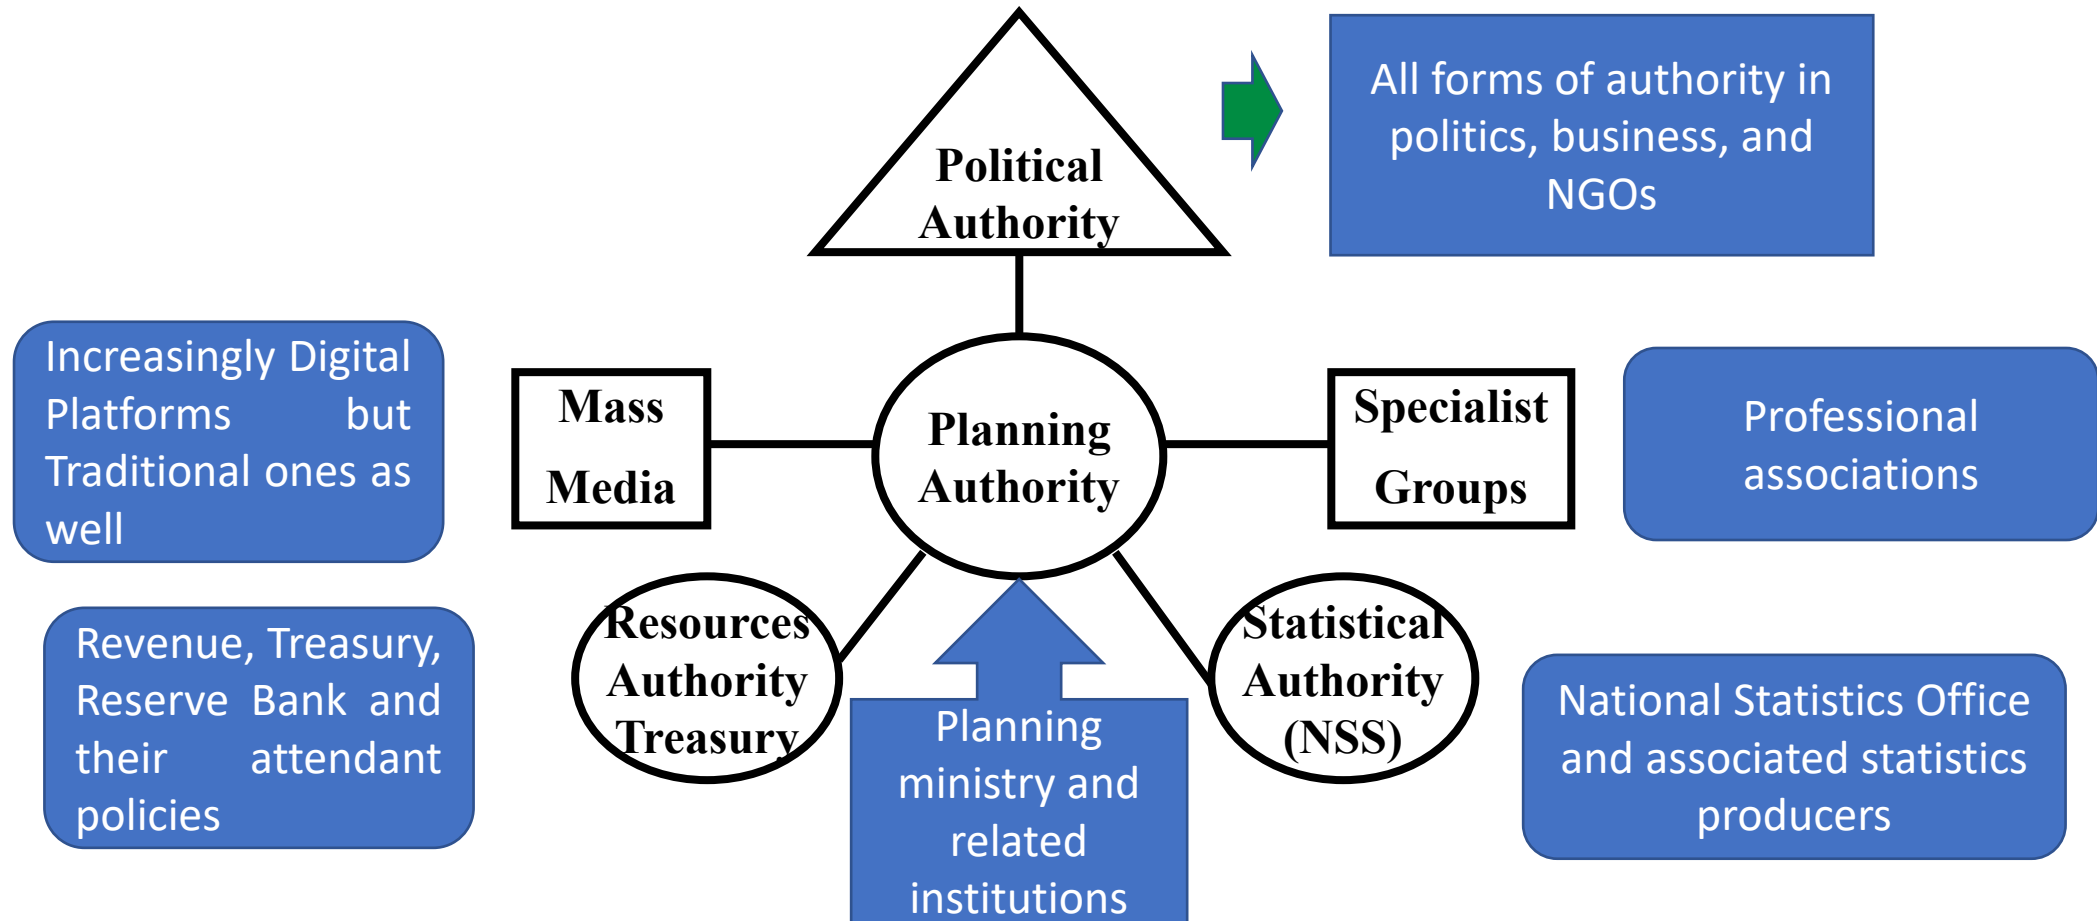 Political
Authority
All forms of authority in
politics, business, and
NGOs
Increasingly Digital
Platforms but
Traditional ones as
well
Mass
Media
Planning
Authority
Specialist
Groups
Professional
associations
Revenue, Treasury,
Reserve Bank and
their attendant
policies
Resources
Authority
Treasury
Planning
ministry and
related
institutions
Statistical
Authority
(NSS)
National Statistics Office
and associated statistics
producers